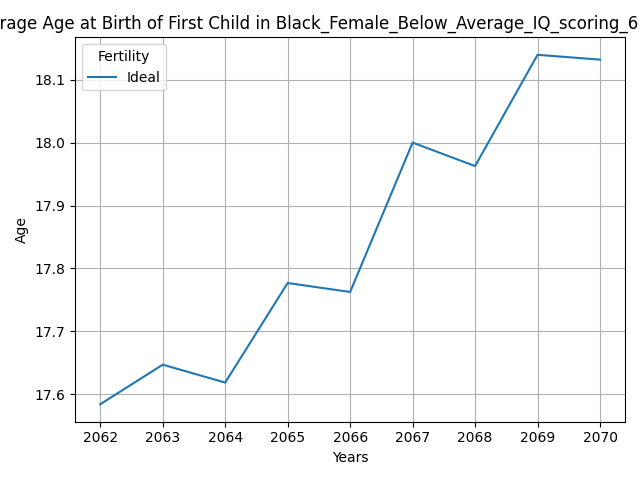 rage Age at Birth of First Child in Black_Female_Below_Average_IQ_scoring_6
Fertility
Ideal
18.1
18.0
17.9
17.8
17.7
17.6
Age
2062 2063 2064 2065 2066 2067 2068 2069 2070
Years